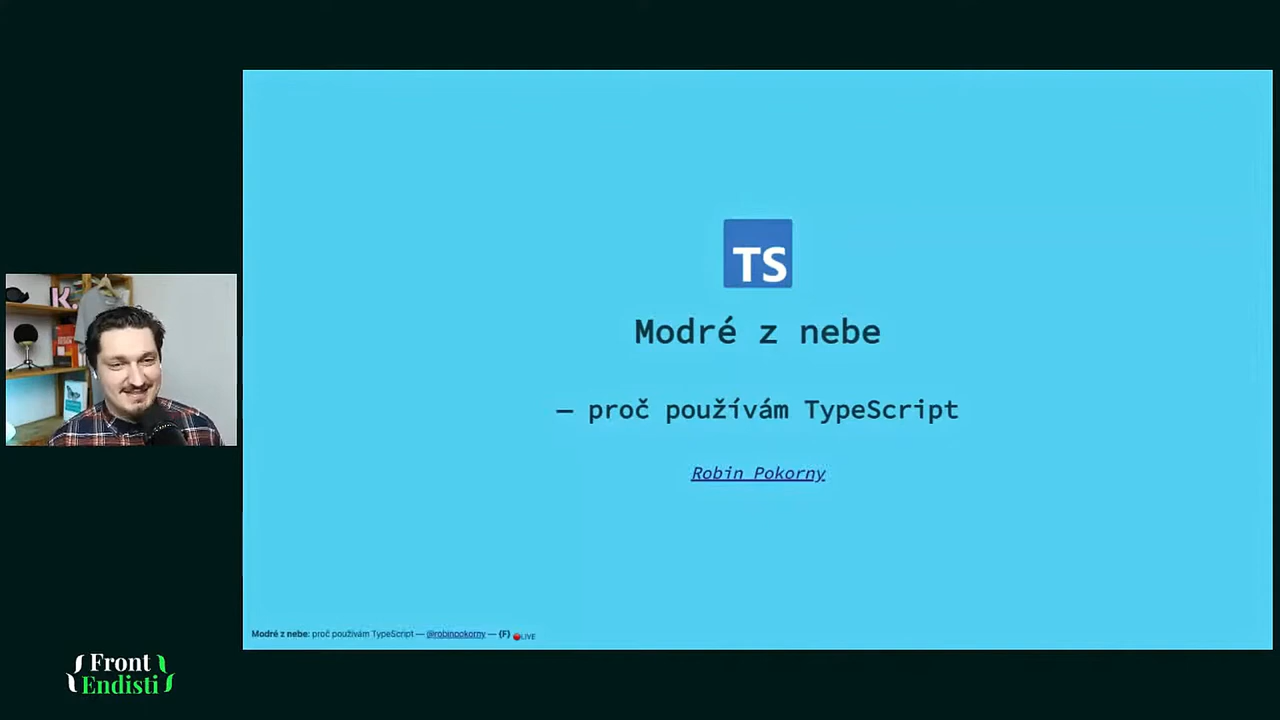 TS
Modré z nebe
— proč používám TypeScript
Robin Pokorny
K.
Modré z nebe: proč používám TypeScript — @robinpokorny — {F} 🔴LIVE
{Front
Endisti}